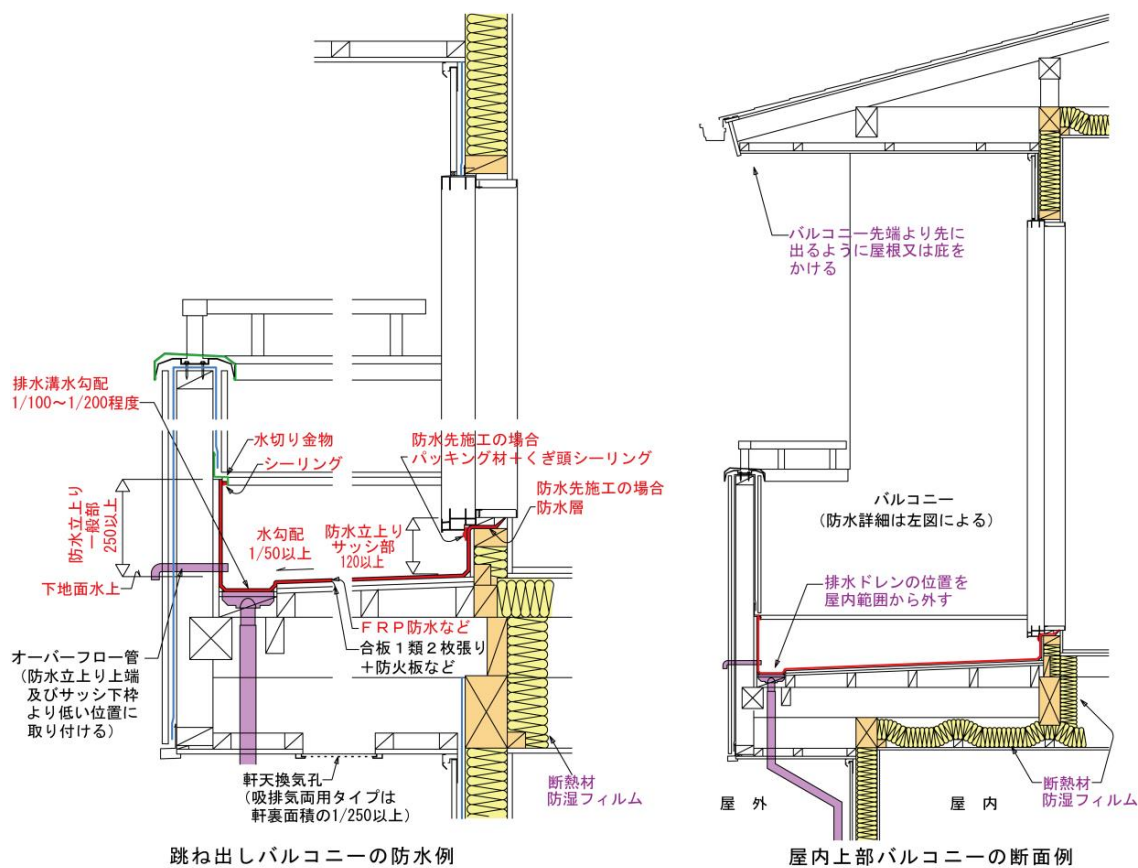 排水溝水勾配
1/100～1/200程度
水切り金物
シーリング
防水立上り
一般部
250以上
下地面水上
オーバーフロー管
（防水立上り上端
及びサッシ下枠
より低い位置に
取り付ける）
防水先施工の場合
パッキング材＋くぎ頭シーリング
防水先施工の場合
防水層
水勾配
1/50以上
防水立上り
サッシ部
120以上
ＦＲＰ防水など
合板１類２枚張り
＋防火板など
軒天換気孔
（吸排気両用タイプは
軒裏面積の1/250以上）
断熱材
防湿フィルム
跳ね出しバルコニーの防水例
バルコニー先端より先に
出るように屋根又は庇を
かける
バルコニー
（防水詳細は左図による）
排水ドレンの位置を
屋内範囲から外す
断熱材
防湿フィルム
屋 外
屋 内
屋内上部バルコニーの断面例